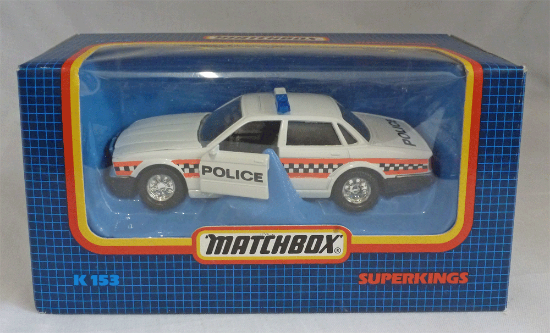 POLICE
POLICE
MATCHBOX®
K 153
SUPERKINGS